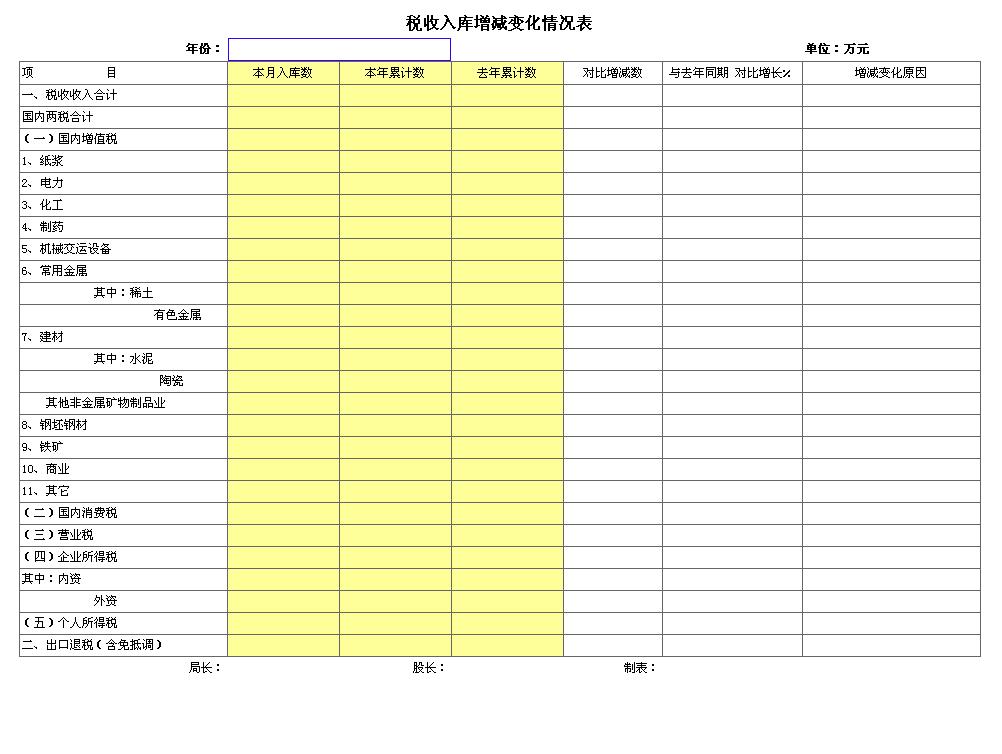 税收入库增减变化情况表
年份： 单位：万元
项 目 本月入库数 本年累计数 去年累计数 对比增减数 与去年同期 对比增长% 增减变化原因
一、税收收入合计
国内两税合计
（一）国内增值税
1、纸浆
2、电力
3、化工
4、制药
5、机械交运设备
6、常用金属
其中：稀土
有色金属
7、建材
其中：水泥
陶瓷
其他非金属矿物制品业
8、钢坯钢材
9、铁矿
10、商业
11、其它
（二）国内消费税
（三）营业税
（四）企业所得税
其中：内资
外资
（五）个人所得税
二、出口退税（含免抵调）
局长： 股长： 制表：